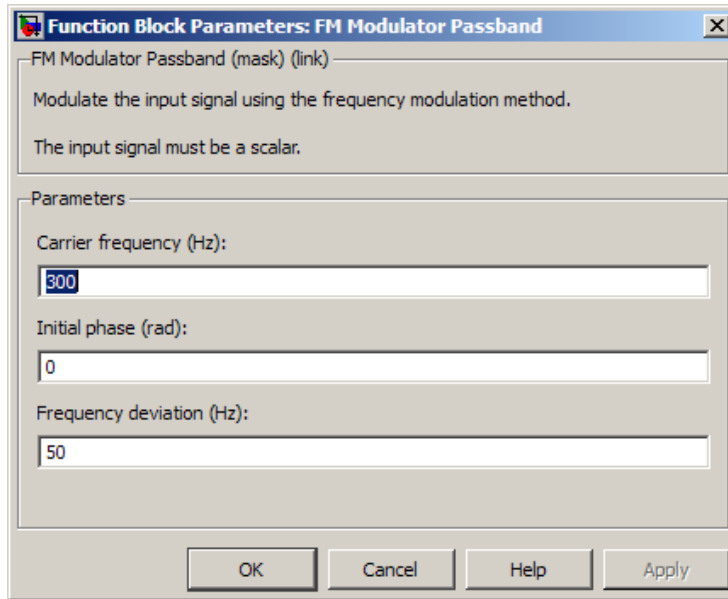 Function Block Parameters: FM Modulator Passband
FM Modulator Passband (mask) (link)
Modulate the input signal using the frequency modulation method.
The input signal must be a scalar.
Parameters
Carrier frequency (Hz):
300
Initial phase (rad):
0
Frequency deviation (Hz):
50
OK Cancel Help Apply